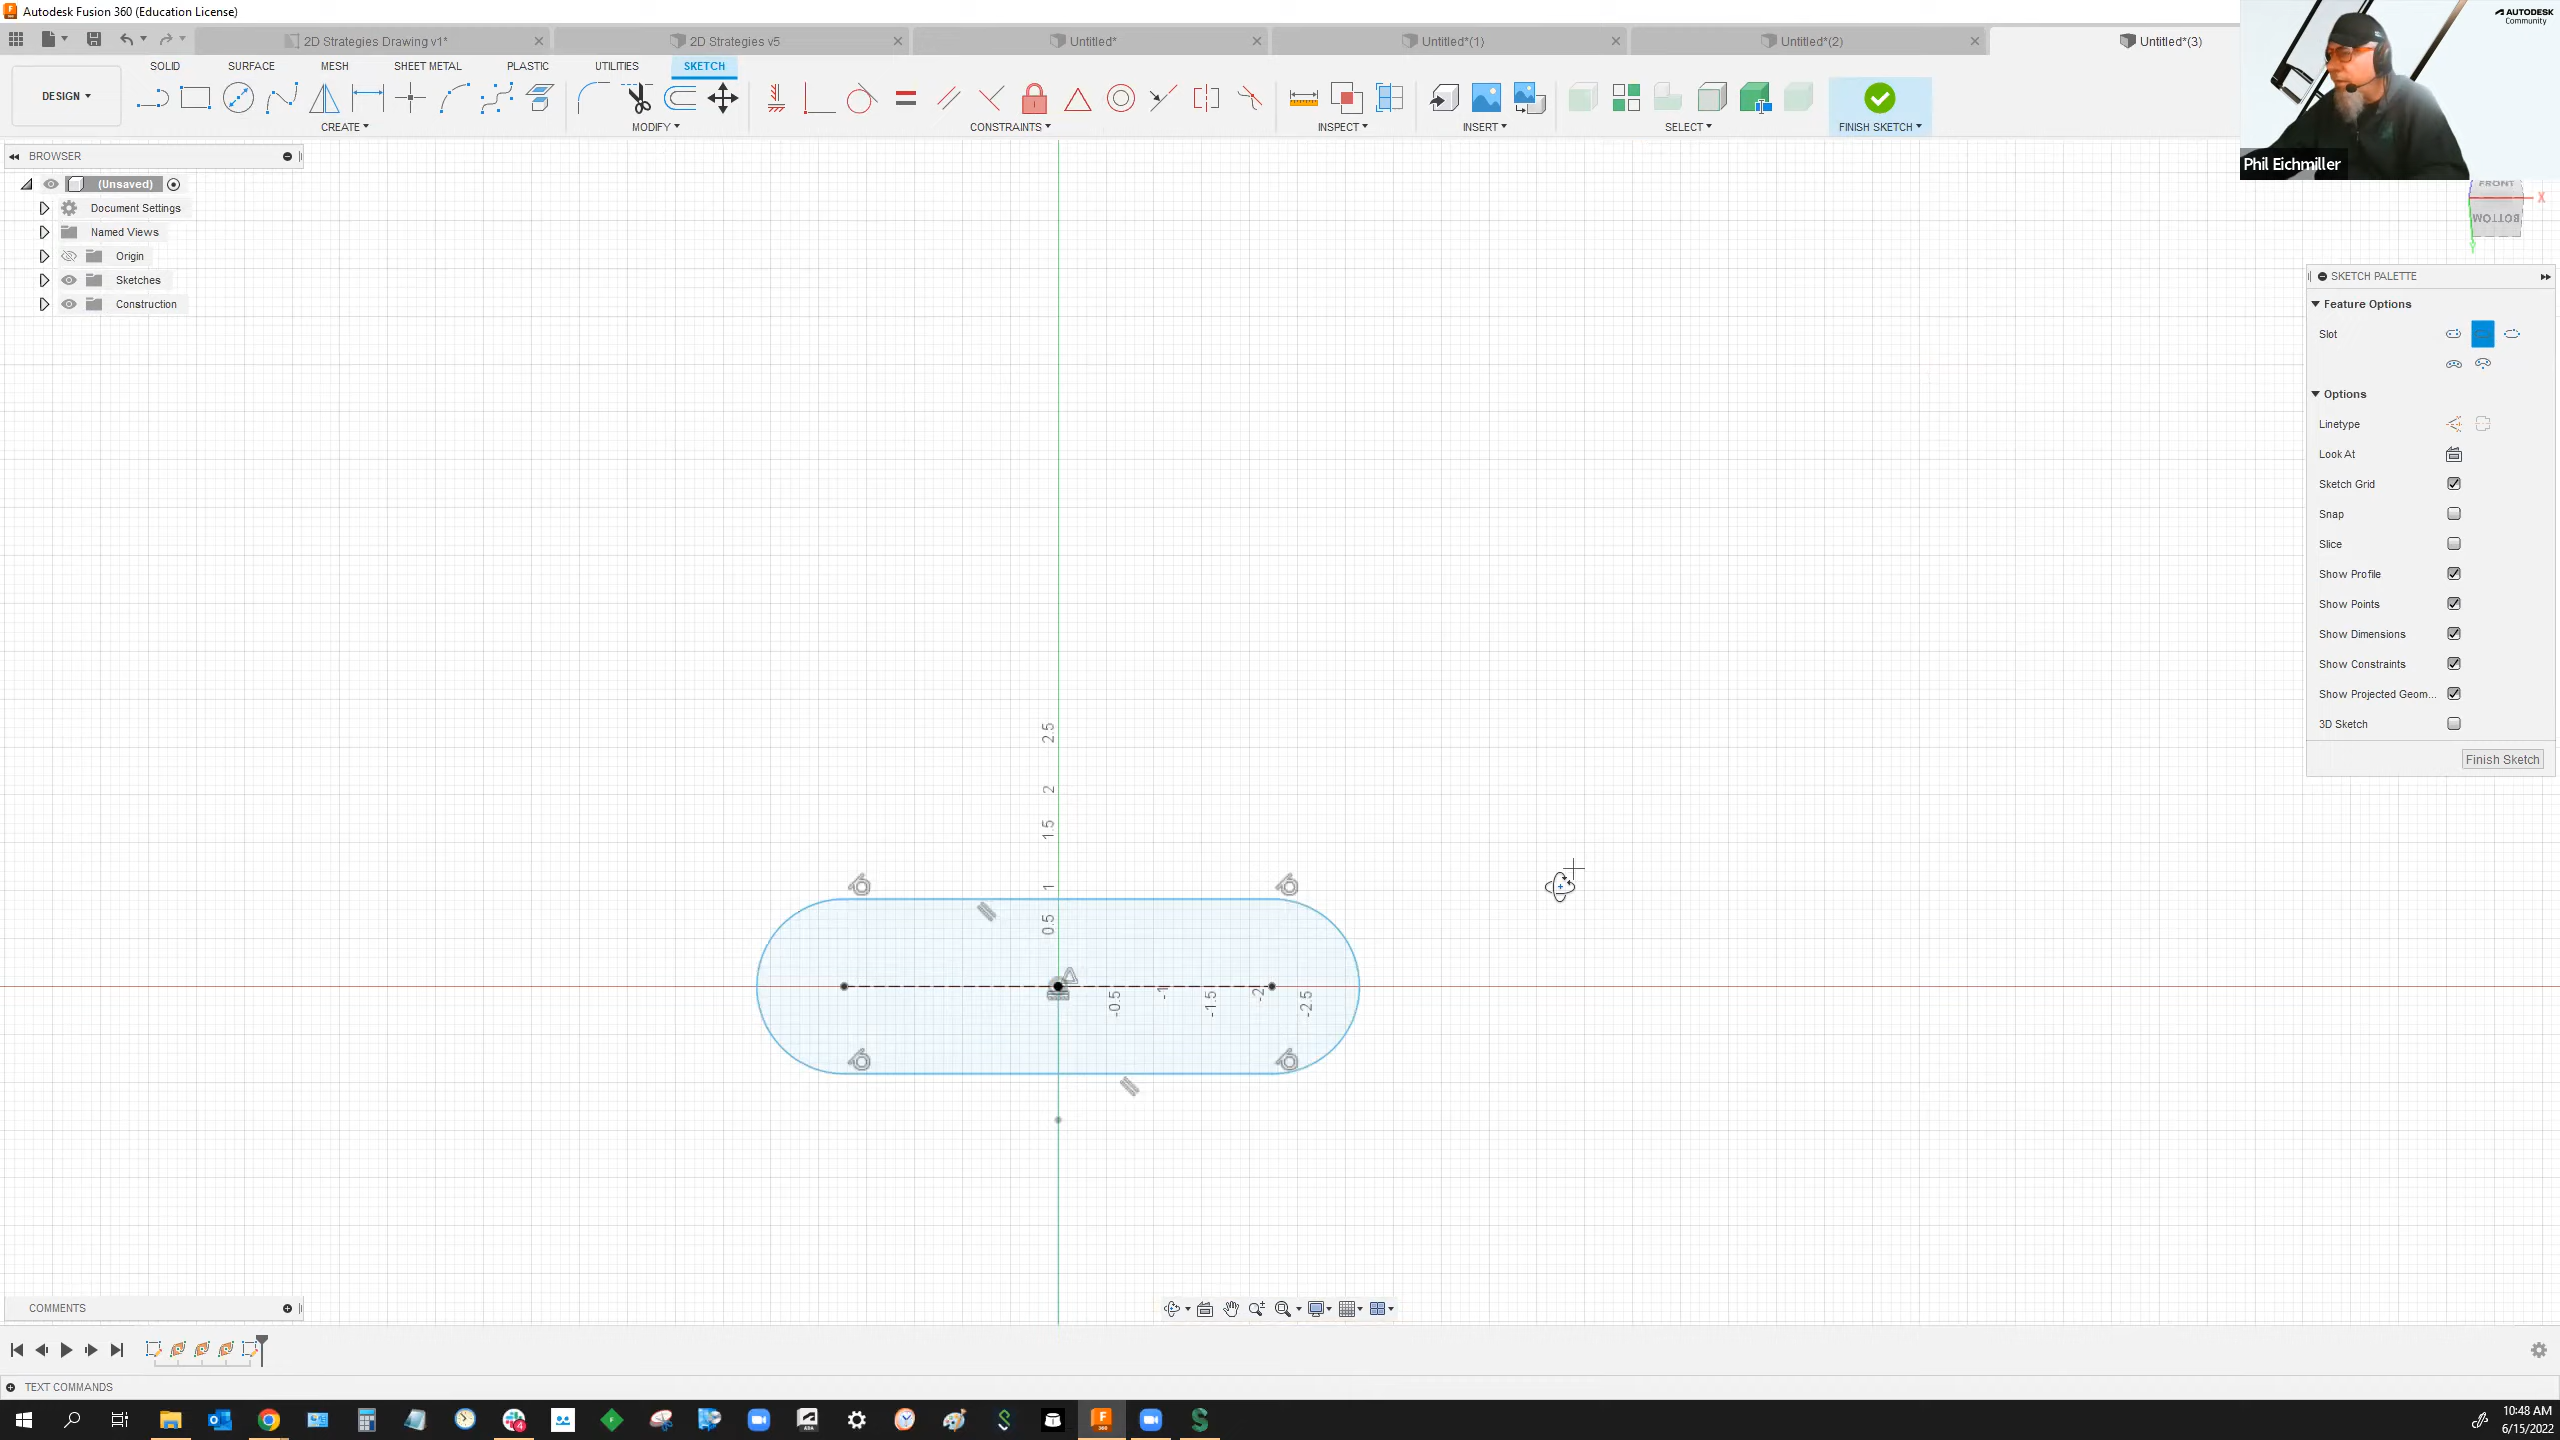 Autodesk Fusion 360 (Education License)
AUTODESK
Community
2D Strategies Drawing v1*
2D Strategies v5
Untitled*
Untitled*(1)
Untitled*(2)
Untitled*(3)
SOLID
SURFACE
MESH
SHEET METAL
PLASTIC
UTILITIES
SKETCH
DESIGN
CREATE
MODIFY
CONSTRAINTS
INSPECT
INSERT
SELECT
FINISH SKETCH
Phil Eichmiller
BROWSER
(Unsaved)
Document Settings
Named Views
Origin
Sketches
Construction
FRONT
X
BOTTOM
SKETCH PALETTE
Feature Options
Slot
Options
Linetype
Look At
Sketch Grid
Snap
Slice
Show Profile
Show Points
Show Dimensions
Show Constraints
Show Projected Geom...
3D Sketch
Finish Sketch
2.5
2
1.5
1
0.5
-0.5
-1
-1.5
-2
-2.5
COMMENTS
TEXT COMMANDS
10:48 AM
6/15/2022